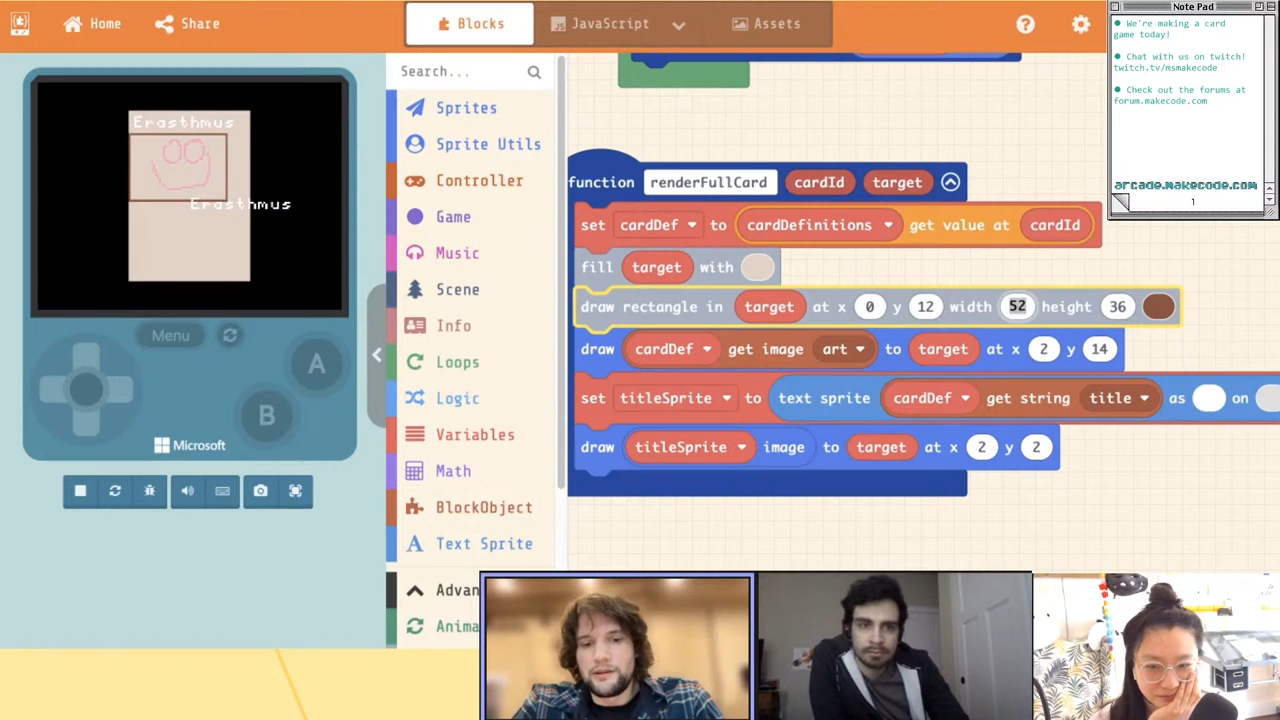 Home
Share
Blocks
JavaScript
Assets
Note Pad
We're making a card
game today!
Chat with us on twitch!
twitch.tv/msmakecode
Check out the forums at
forum.makecode.com
arcade.makecode.com
1
Erasthmus
Erasthmus
Menu
A
B
Microsoft
Search...
Sprites
Sprite Utils
Controller
Game
Music
Scene
Info
Loops
Logic
Variables
Math
BlockObject
A Text Sprite
Advan
Anima
function renderFullCard cardId target
set cardDef to cardDefinitions get value at cardId
fill target with
draw rectangle in target at x 0 y 12 width 52 height 36
draw cardDef get image art to target at x 2 y 14
set titleSprite to text sprite cardDef get string title as on
draw titleSprite image to target at x 2 y 2